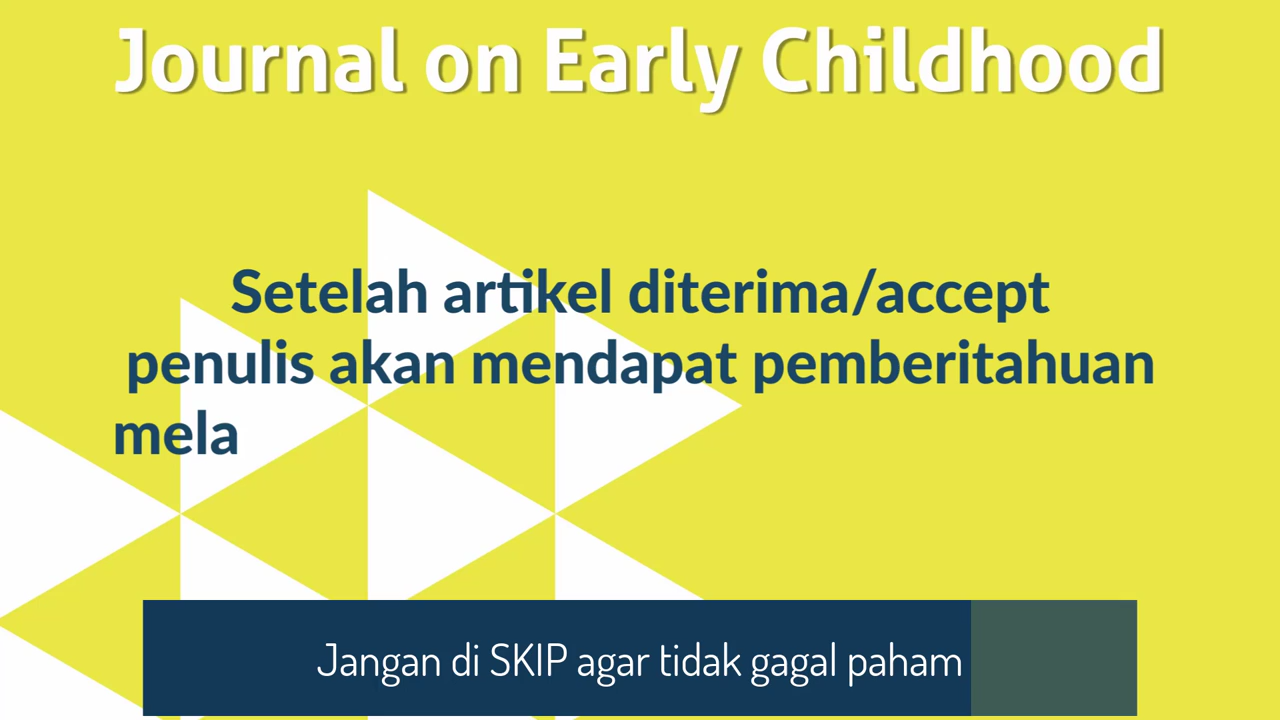 Journal on Early Childhood
Setelah artikel diterima/accept
penulis akan mendapat pemberitahuan
mela
Jangan di SKIP agar tidak gagal paham